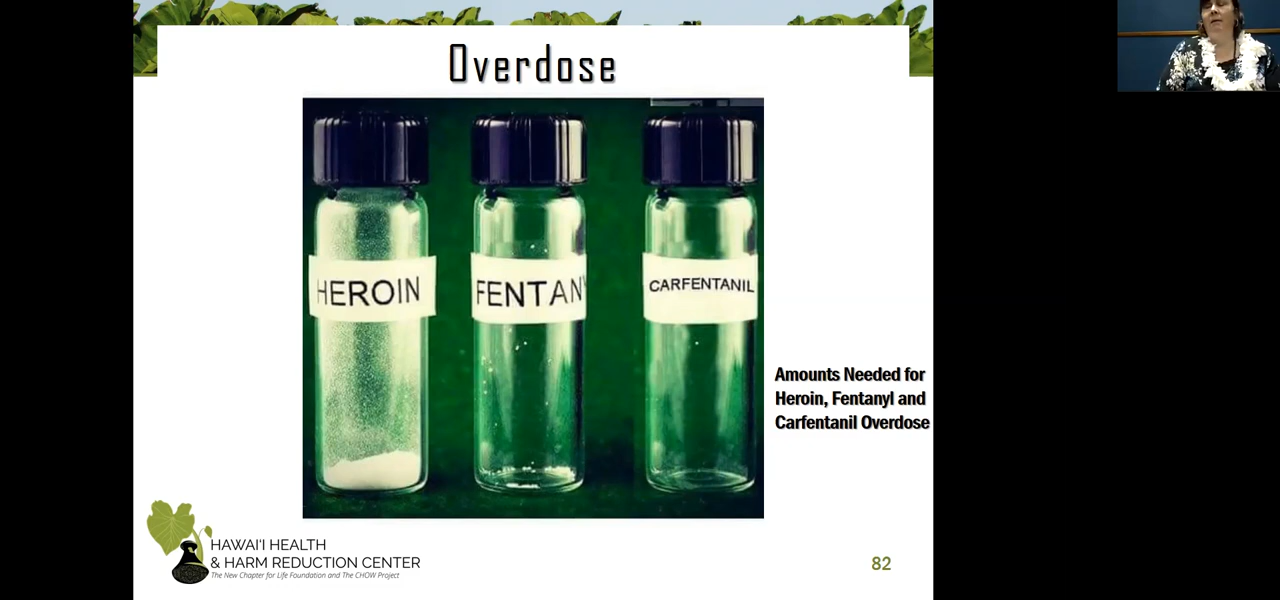 Overdose
HEROIN
FENTANY
CARFENTANIL
Amounts Needed for
Heroin, Fentanyl and
Carfentanil Overdose
HAWAI'I HEALTH
& HARM REDUCTION CENTER
The New Chapter for Life Foundation and The CHOW Project
82